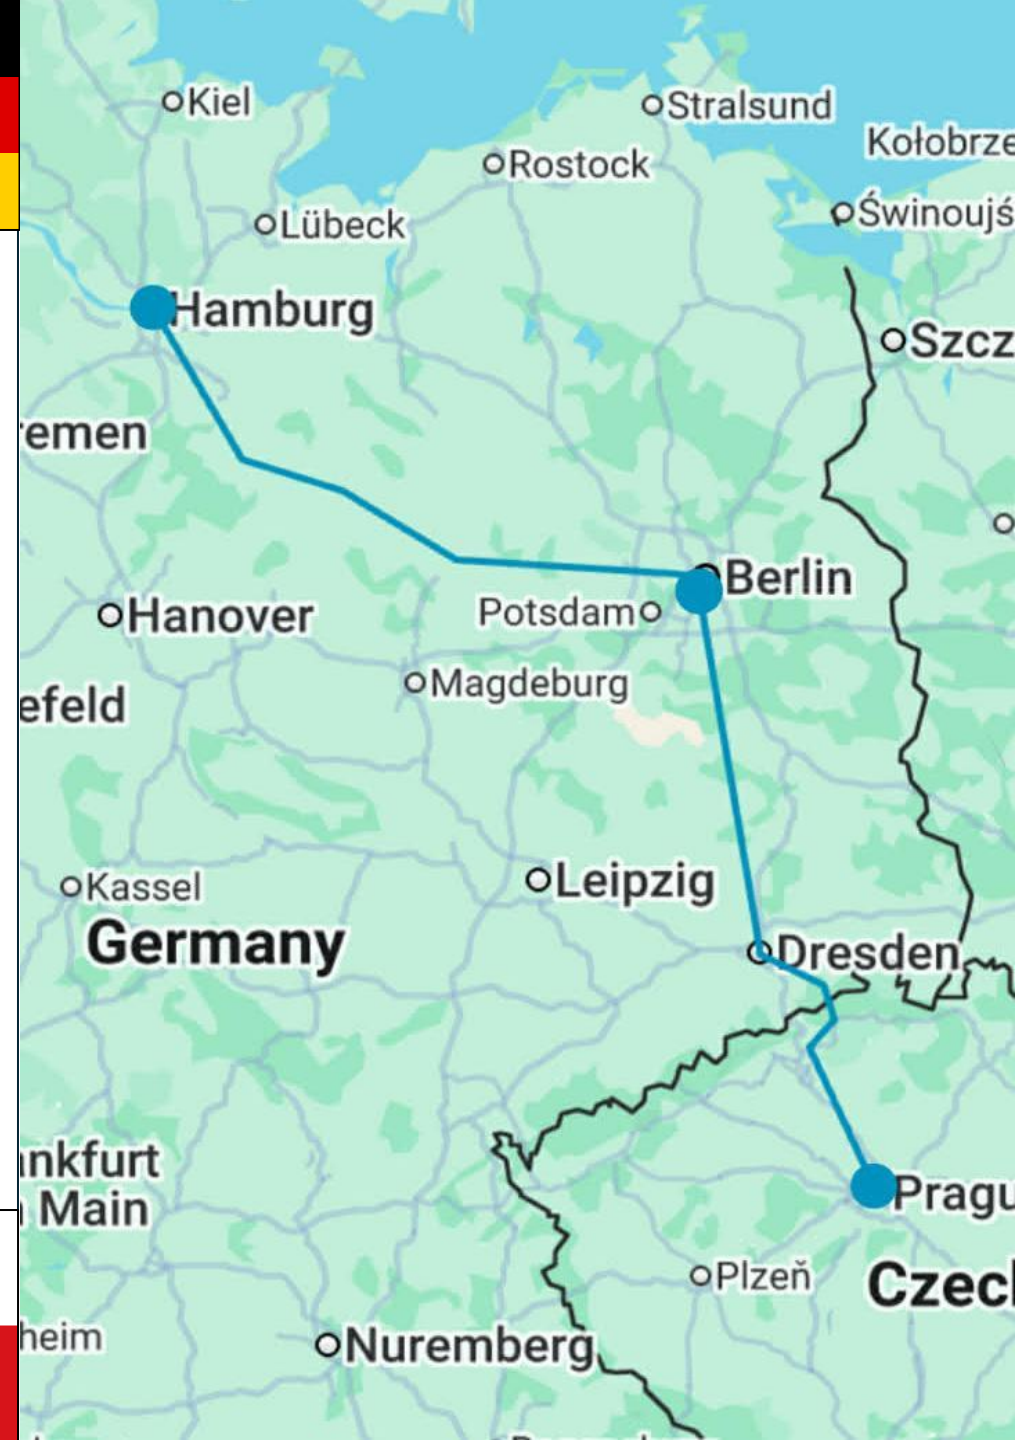 Kiel
Stralsund
Kołobrze
Rostock
Świnoujś
Lübeck
Hamburg
Szcz
emen
Berlin
Potsdam
Hanover
Magdeburg
efeld
Leipzig
Kassel
Germany
Dresden
nkfurt
Main
Pragu
Plzeň
Czecl
heim
Nuremberg